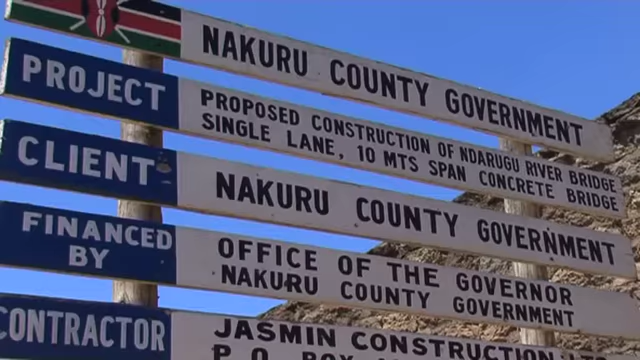 NAKURU COUNTY GOVERNMENT
PROJECT
PROPOSED CONSTRUCTION OF NDARUGU RIVER BRIDGE
SINGLE LANE, 10 MTS SPAN CONCRETE BRIDGE
CLIENT
NAKURU COUNTY GOVERNMENT
FINANCED
BY
OFFICE OF THE GOVERNOR
NAKURU COUNTY GOVERNMENT
CONTRACTOR
JASMIN CONSTRUCTION
P.O. BOX